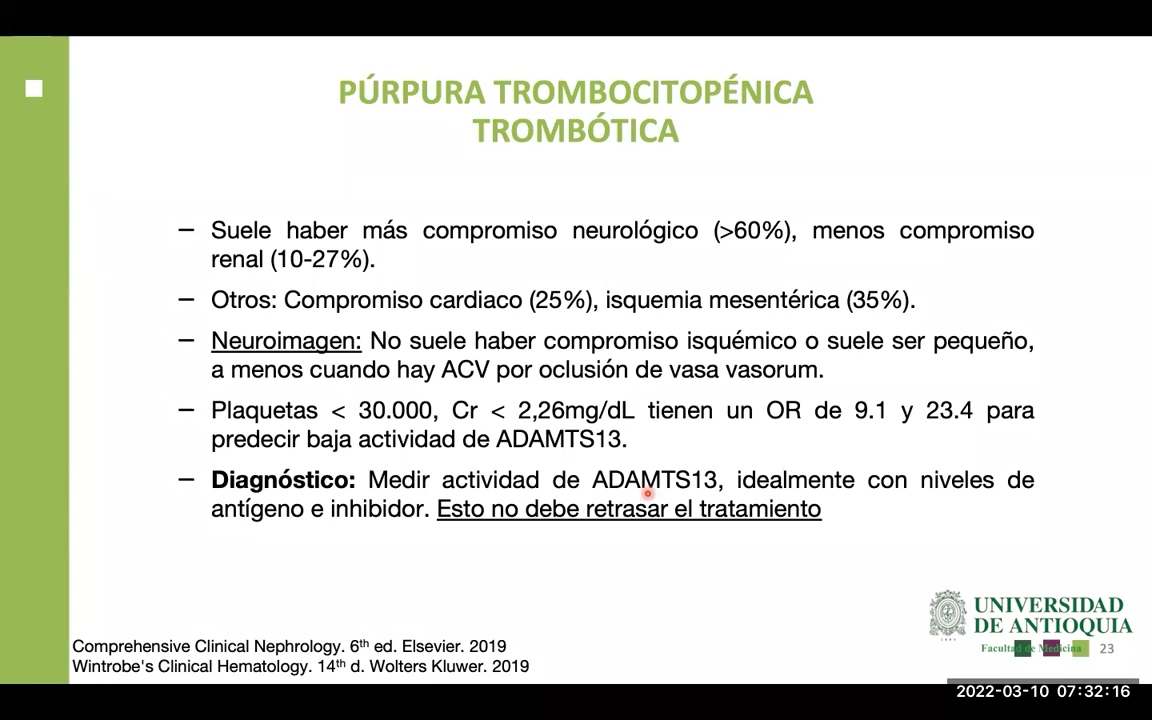 PÚRPURA TROMBOCITOPÉNICA
TROMBÓTICA
– Suele haber más compromiso neurológico (>60%), menos compromiso
renal (10-27%).
– Otros: Compromiso cardiaco (25%), isquemia mesentérica (35%).
– Neuroimagen: No suele haber compromiso isquémico o suele ser pequeño,
a menos cuando hay ACV por oclusión de vasa vasorum.
– Plaquetas < 30.000, Cr < 2,26mg/dL tienen un OR de 9.1 y 23.4 para
predecir baja actividad de ADAMTS13.
– Diagnóstico: Medir actividad de ADAMTS13, idealmente con niveles de
antígeno e inhibidor. Esto no debe retrasar el tratamiento
UNIVERSIDAD
DE ANTIOQUIA
Facultad de Medicina
23
Comprehensive Clinical Nephrology. 6th ed. Elsevier. 2019
Wintrobe's Clinical Hematology. 14th d. Wolters Kluwer. 2019
2022-03-10 07:32:16